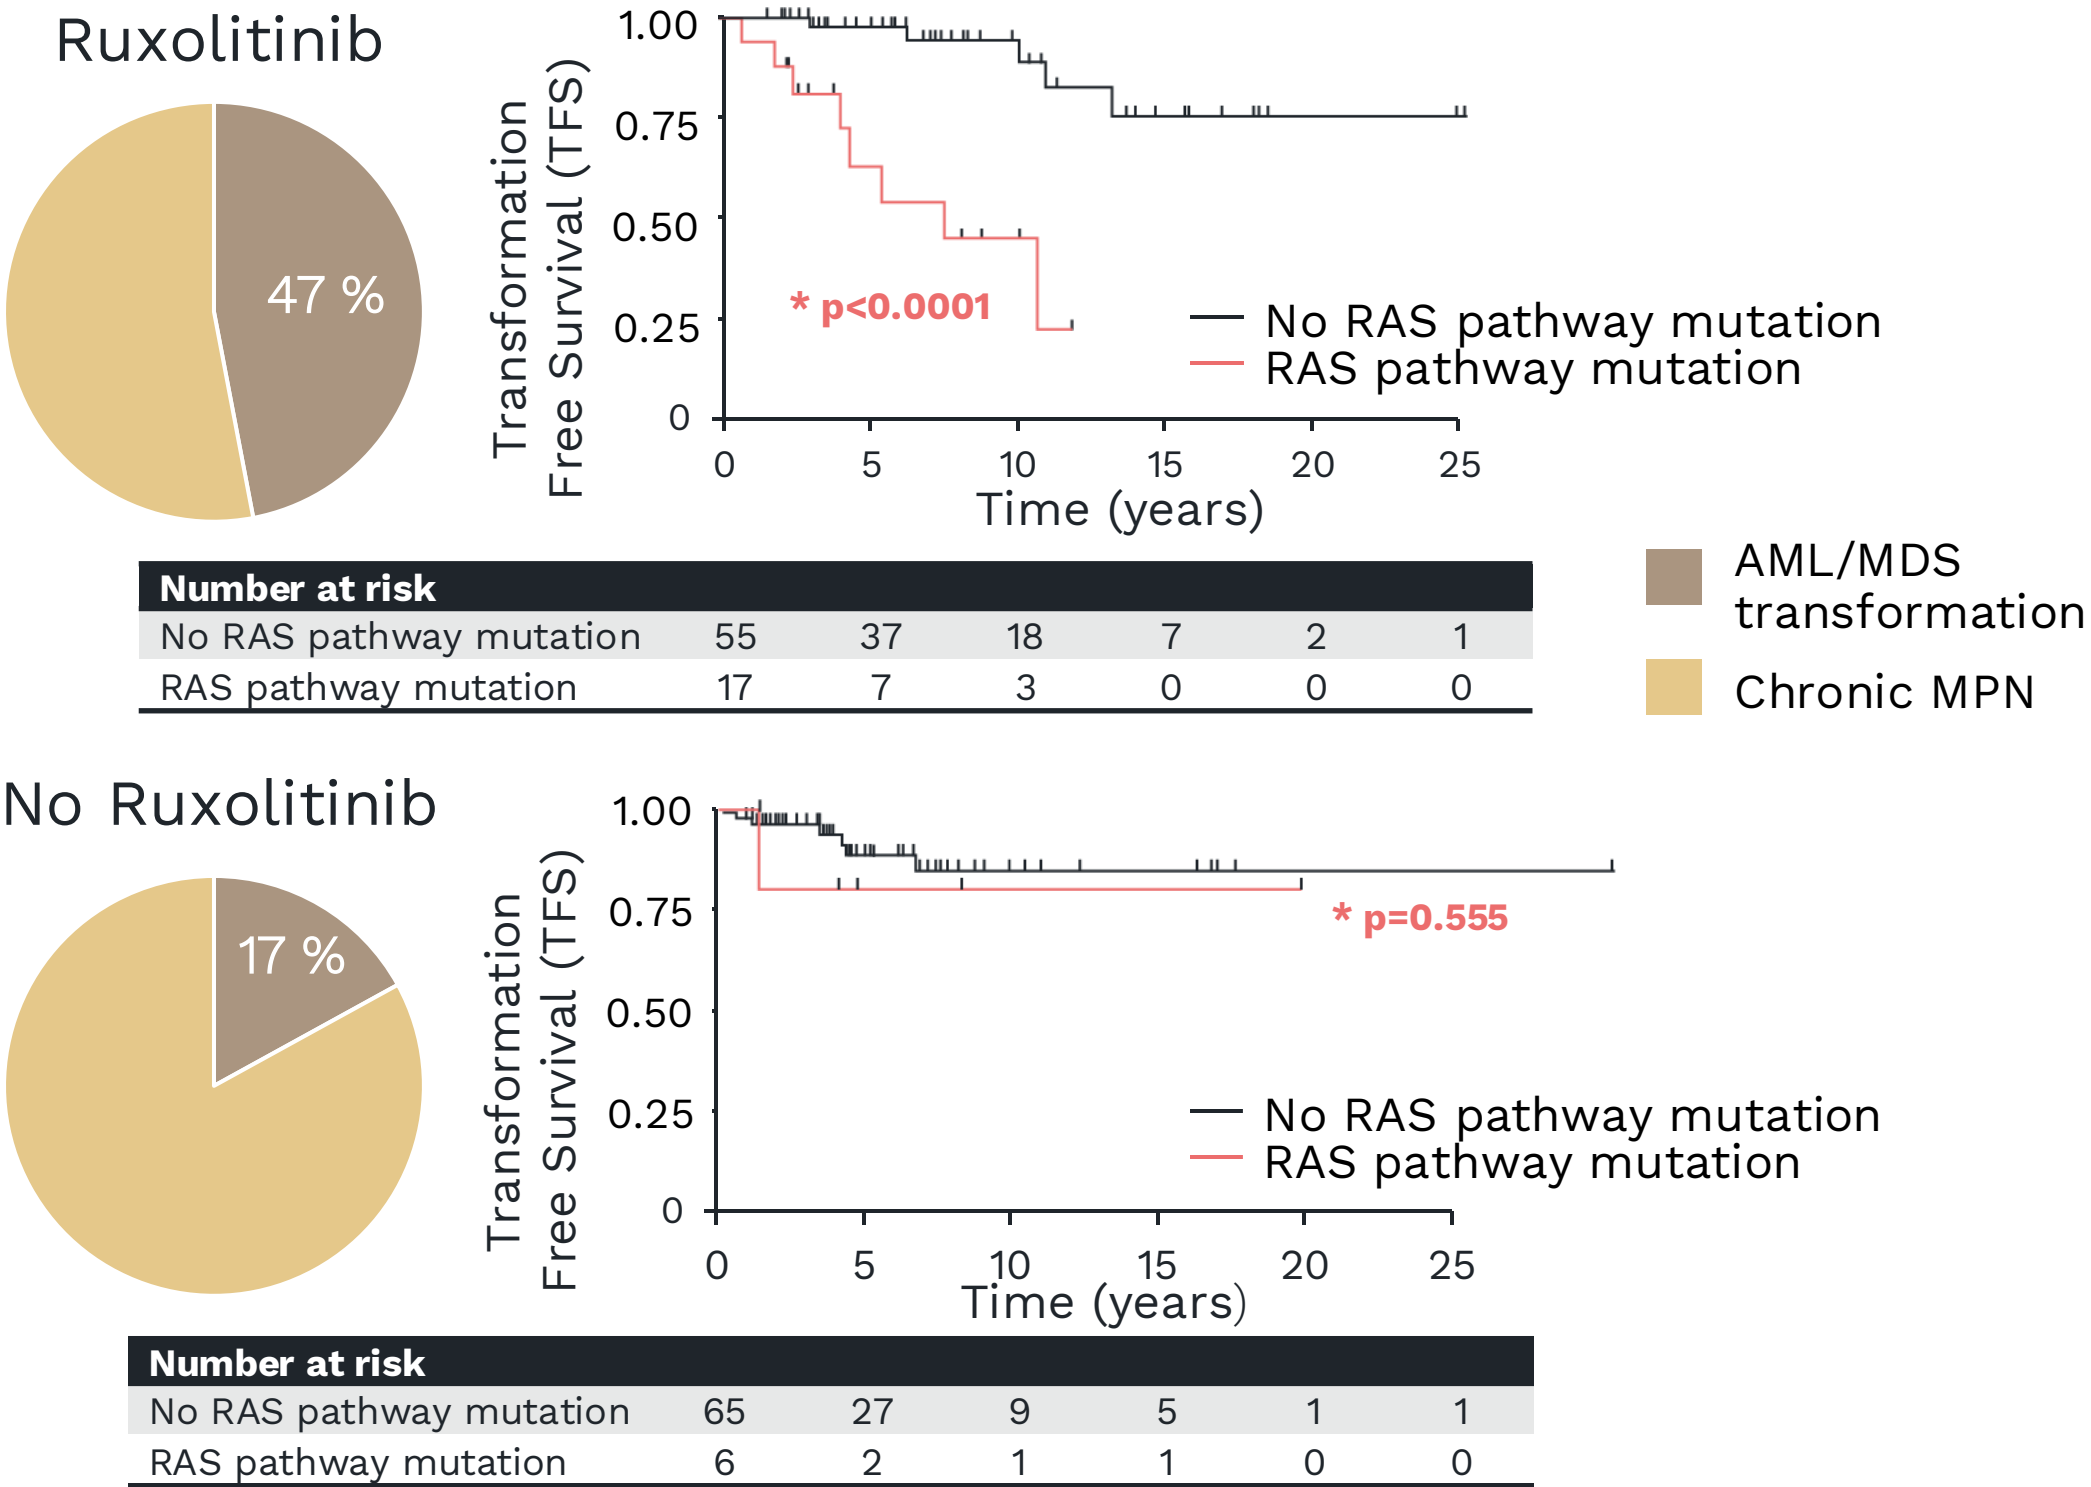 Ruxolitinib
47 %
Transformation
Free Survival (TFS)
1.00
0.75
0.50
0.25
0
* p<0.0001
No RAS pathway mutation
RAS pathway mutation
0 5 10 15 20 25
Time (years)
Number at risk
No RAS pathway mutation 55 37 18 7 2 1
RAS pathway mutation 17 7 3 0 0 0
AML/MDS
transformation
Chronic MPN
No Ruxolitinib
17 %
Transformation
Free Survival (TFS)
1.00
0.75
0.50
0.25
0
* p=0.555
No RAS pathway mutation
RAS pathway mutation
0 5 10 15 20 25
Time (years)
Number at risk
No RAS pathway mutation 65 27 9 5 1 1
RAS pathway mutation 6 2 1 1 0 0